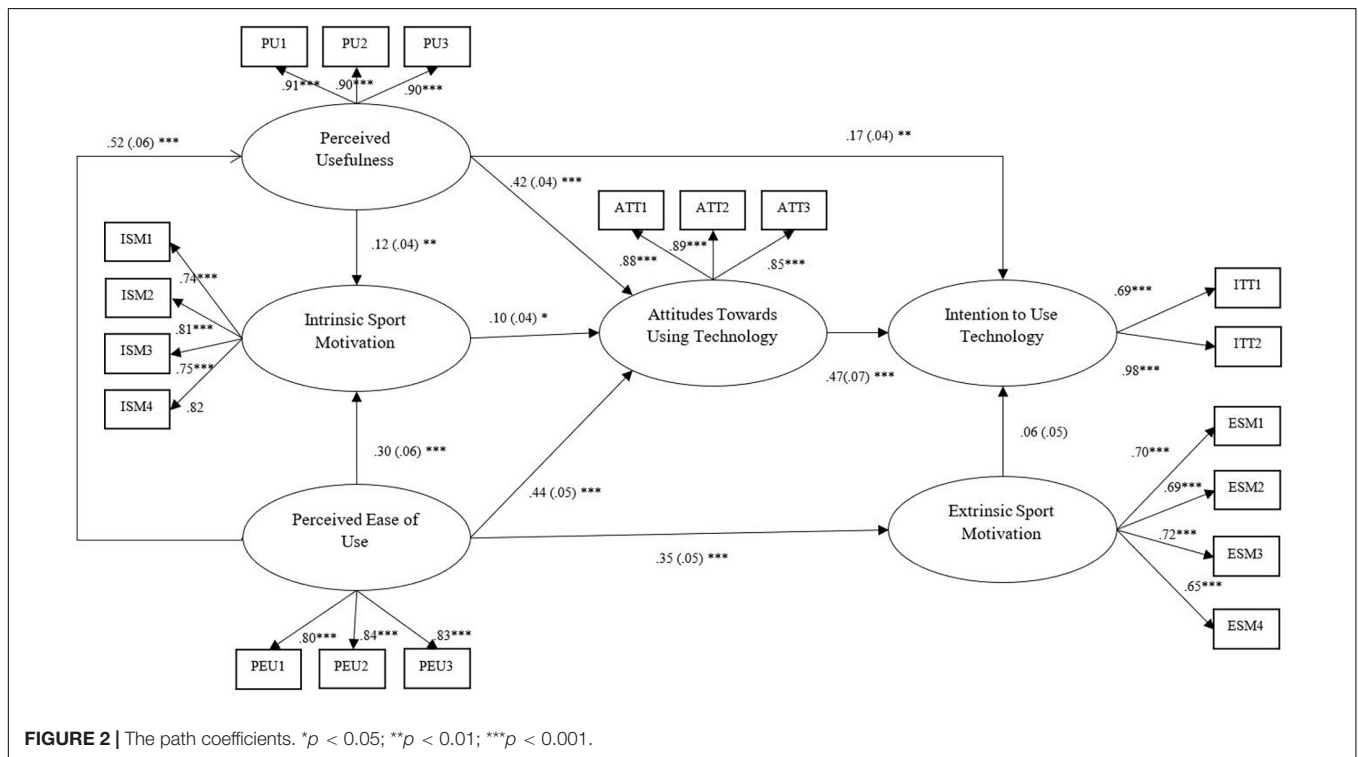 PU1
PU2
PU3
.91***
.90***
.90***
Perceived
Usefulness
.52 (.06) ***
.17 (.04) **
.42 (.04) ***
ATT1
ATT2
ATT3
.88***
.89***
.85***
ISM1
ISM2
ISM3
ISM4
.74***
.81***
.75***
.82
.12 (.04) **
Intrinsic Sport
Motivation
.10 (.04) *
Attitudes Towards
Using Technology
.47(.07) ***
Intention to Use
Technology
.69***
.98***
ITT1
ITT2
.30 (.06) ***
.44 (.05) ***
.06 (.05)
Perceived Ease of
Use
.35 (.05) ***
Extrinsic Sport
Motivation
.70***
.69***
.72***
.65***
ESM1
ESM2
ESM3
ESM4
.80***
.84***
.83***
PEU1
PEU2
PEU3
FIGURE 2 | The path coefficients. *p < 0.05; **p < 0.01; ***p < 0.001.